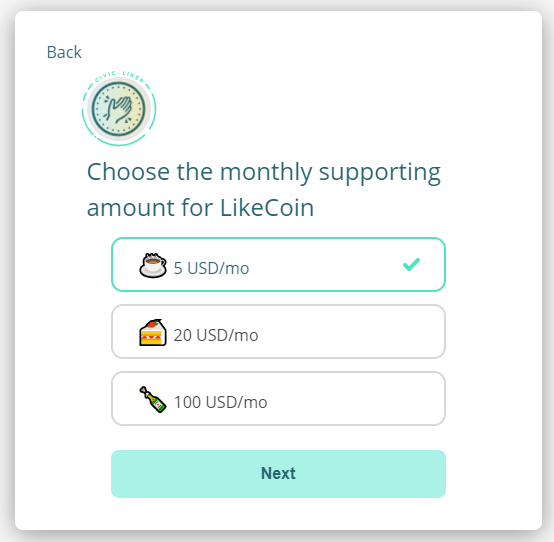 Back
CIVIC·LIKER
Choose the monthly supporting
amount for LikeCoin
5 USD/mo
20 USD/mo
100 USD/mo
Next